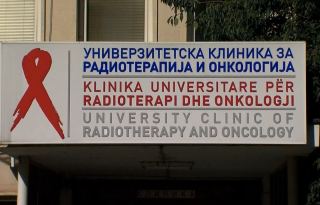 УНИВЕРЗИТЕТСКА КЛИНИКА ЗА
РАДИОТЕРАПИЈА И ОНКОЛОГИЈА
KLINIKA UNIVERSITARE PËR
RADIOTERAPI DHE ONKOLOGJI
UNIVERSITY CLINIC OF
RADIOTHERAPY AND ONCOLOGY